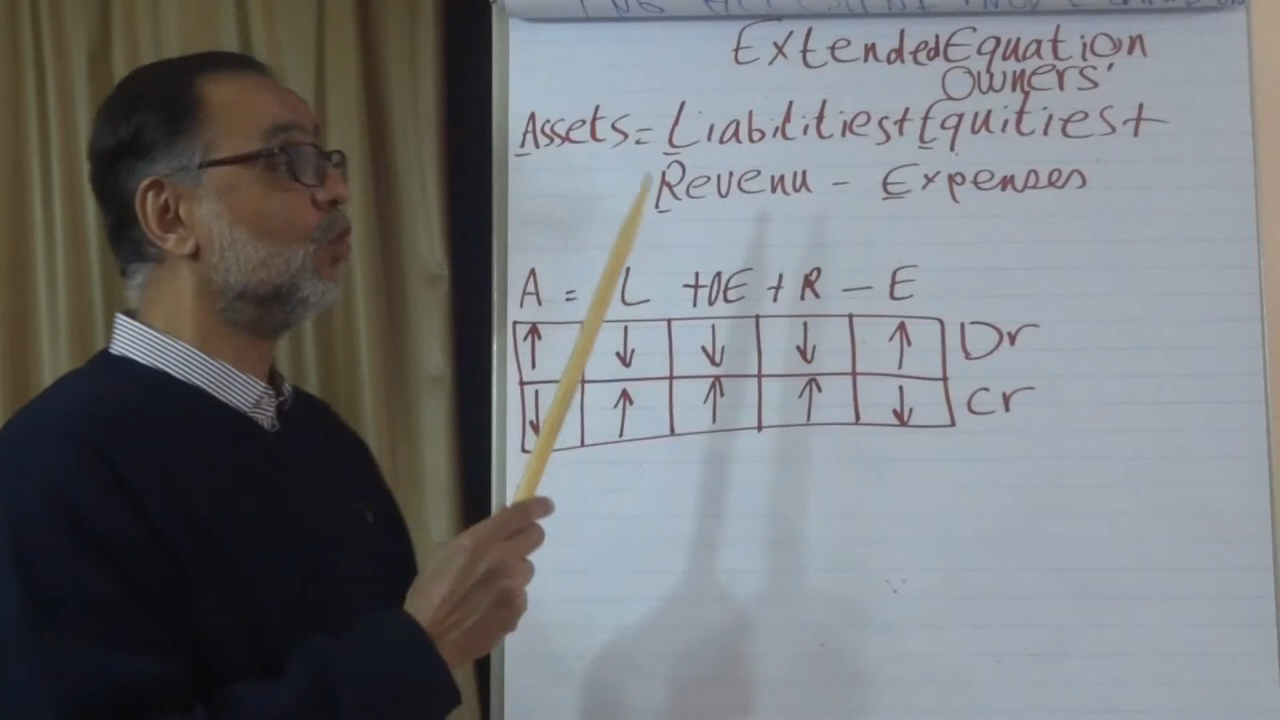 Extended Equation
Owners'
Assets = Liabilities + Equities +
Revenu - Expenses
A = L + OE + R - E
↑ ↓ ↓ ↓ ↑ Dr
↓ ↑ ↑ ↑ ↓ Cr